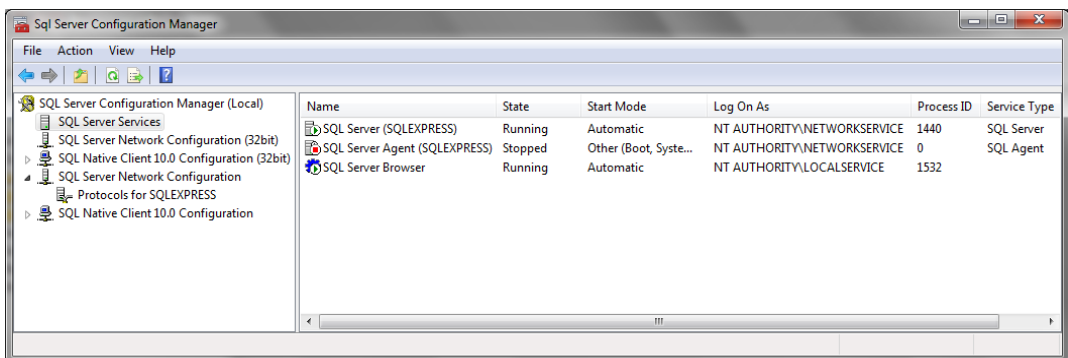 Sql Server Configuration Manager
File Action View Help
SQL Server Configuration Manager (Local)
SQL Server Services
SQL Server Network Configuration (32bit)
SQL Native Client 10.0 Configuration (32bit)
SQL Server Network Configuration
Protocols for SQLEXPRESS
SQL Native Client 10.0 Configuration
Name State Start Mode Log On As Process ID Service Type
SQL Server (SQLEXPRESS) Running Automatic NT AUTHORITY\NETWORKSERVICE 1440 SQL Server
SQL Server Agent (SQLEXPRESS) Stopped Other (Boot, Syste... NT AUTHORITY\NETWORKSERVICE 0 SQL Agent
SQL Server Browser Running Automatic NT AUTHORITY\LOCALSERVICE 1532